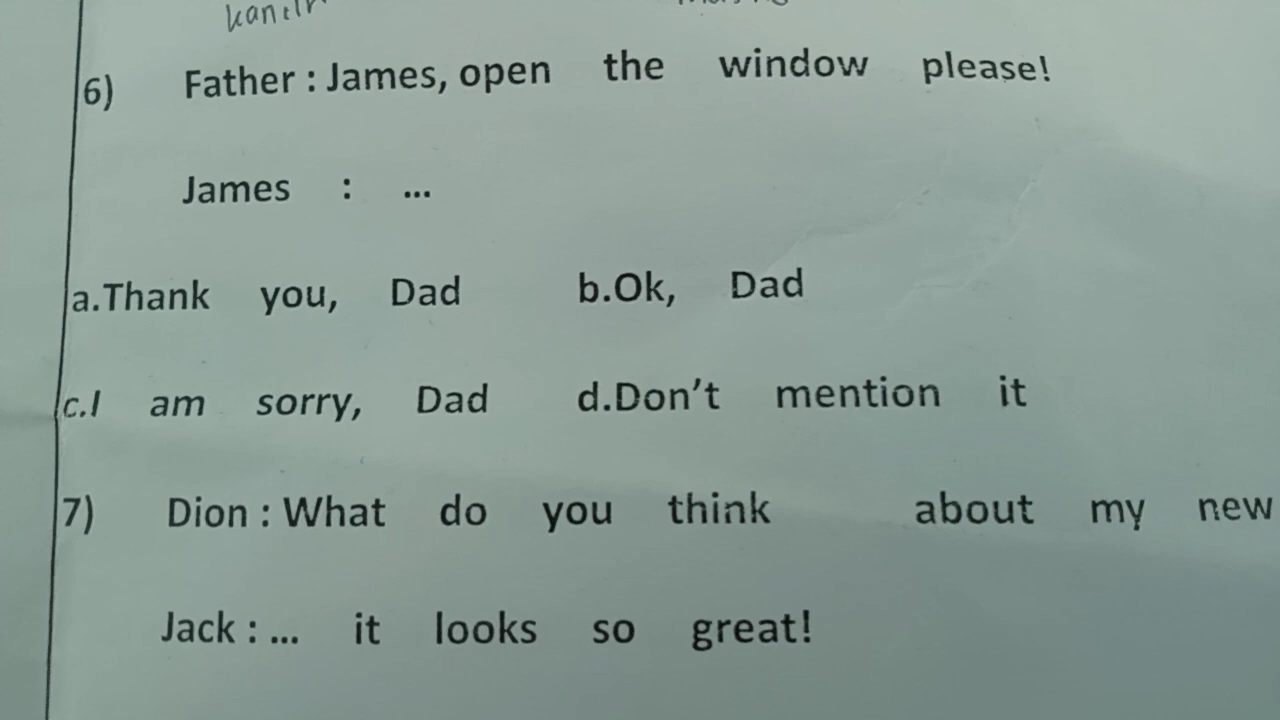 6) Father : James, open the window please!
James : ...
a.Thank you, Dad b.Ok, Dad
c.I am sorry, Dad d.Don't mention it
7) Dion : What do you think about my new
Jack : ... it looks so great!